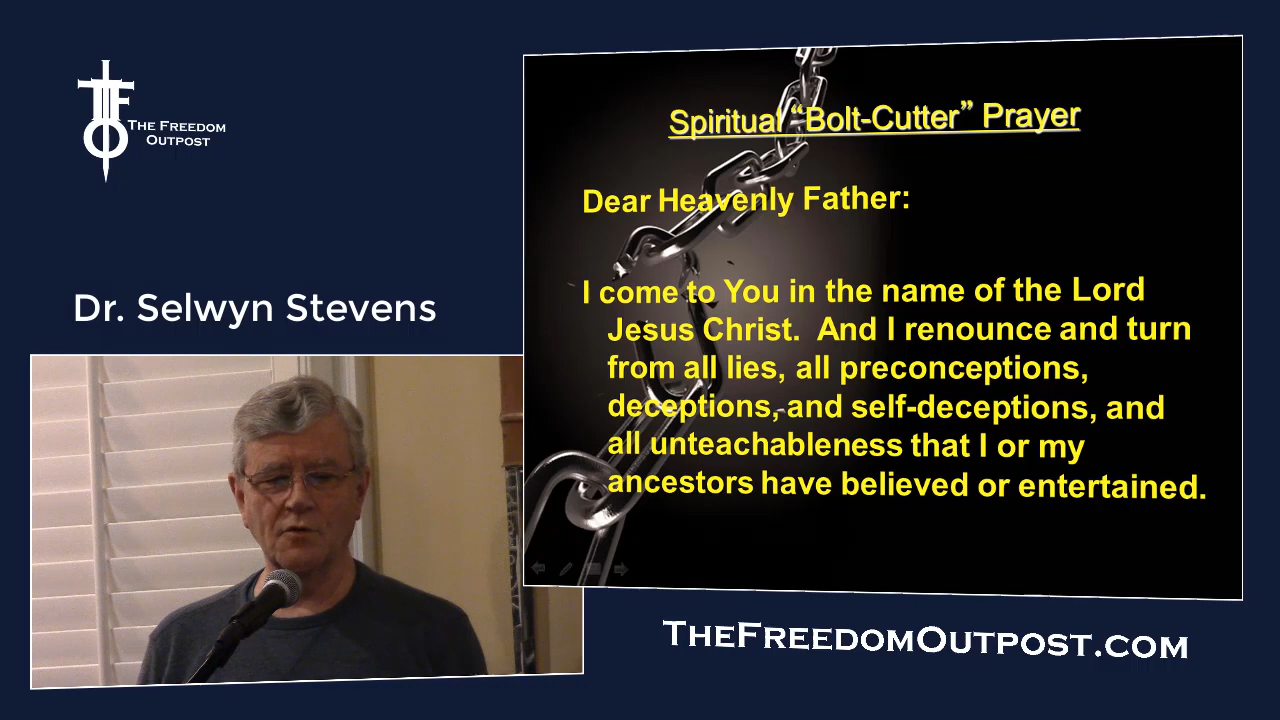 THE FREEDOM
OUTPOST
Dr. Selwyn Stevens
Spiritual “Bolt-Cutter” Prayer
Dear Heavenly Father:
I come to You in the name of the Lord
Jesus Christ.  And I renounce and turn
from all lies, all preconceptions,
deceptions, and self-deceptions, and
all unteachableness that I or my
ancestors have believed or entertained.
THEFREEDOMOUTPOST.COM